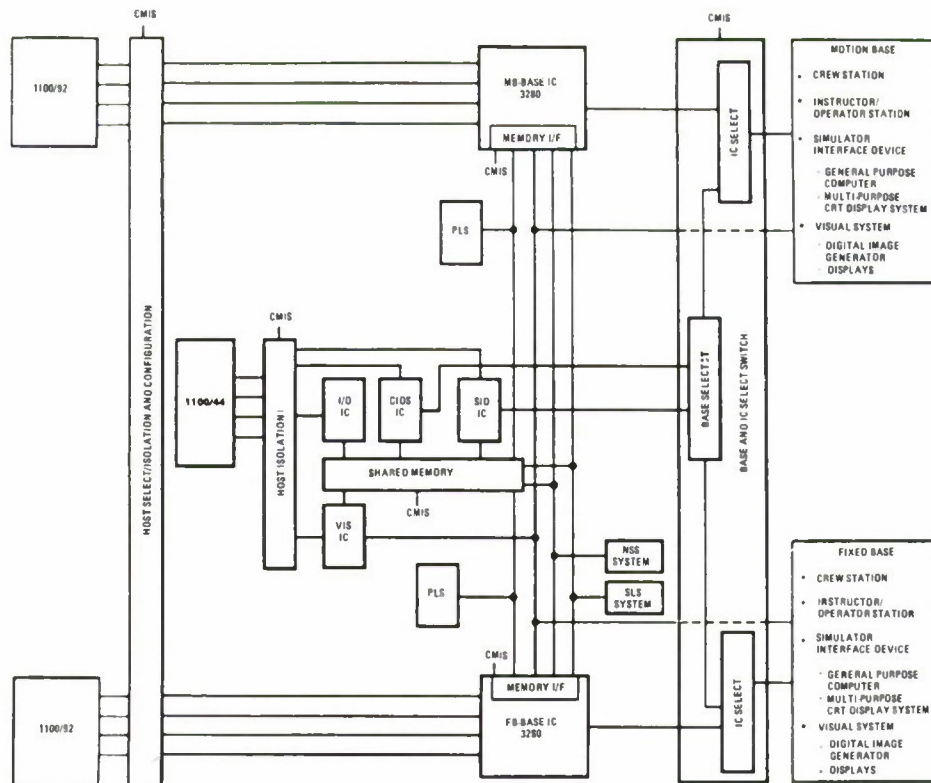 CMIS
1100/92
HOST SELECT/ISOLATION AND CONFIGURATION
MB-BASE IC
3280
MEMORY I/F
CMIS
PLS
CMIS
IC SELECT
MOTION BASE
• CREW STATION
• INSTRUCTOR/
OPERATOR STATION
• SIMULATOR
INTERFACE DEVICE
GENERAL PURPOSE
COMPUTER
MULTI-PURPOSE
CRT DISPLAY SYSTEM
• VISUAL SYSTEM
DIGITAL IMAGE
GENERATOR
DISPLAYS
CMIS
1100/44
HOST ISOLATION
I/O
IC
CIOS
IC
SID
IC
SHARED MEMORY
CMIS
VIS
IC
BASE SELECT
BASE AND IC SELECT SWITCH
NSS
SYSTEM
SLS
SYSTEM
PLS
1100/92
CMIS
MEMORY I/F
FB-BASE IC
3280
IC SELECT
FIXED BASE
• CREW STATION
• INSTRUCTOR/
OPERATOR STATION
• SIMULATOR
INTERFACE DEVICE
GENERAL PURPOSE
COMPUTER
MULTI-PURPOSE
CRT DISPLAY SYSTEM
• VISUAL SYSTEM
DIGITAL IMAGE
GENERATOR
DISPLAYS